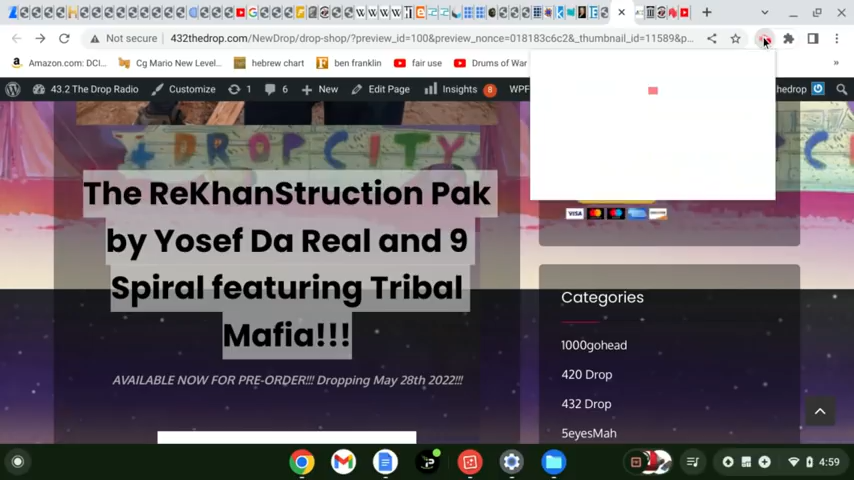 Not secure 432thedrop.com/NewDrop/drop-shop/?preview_id=100&preview_nonce=018183c6c2&_thumbnail_id=11589&p...
Amazon.com: DCI... Cg Mario New Level... hebrew chart ben franklin fair use Drums of War
43.2 The Drop Radio Customize 1 6 New Edit Page Insights 8 WPF hedrop
+ DROPCITY
The ReKhanStruction Pak
by Yosef Da Real and 9
Spiral featuring Tribal
Mafia!!!
AVAILABLE NOW FOR PRE-ORDER!!! Dropping May 28th 2022!!!
VISA
Categories
1000gohead
420 Drop
432 Drop
5eyesMah
4:59